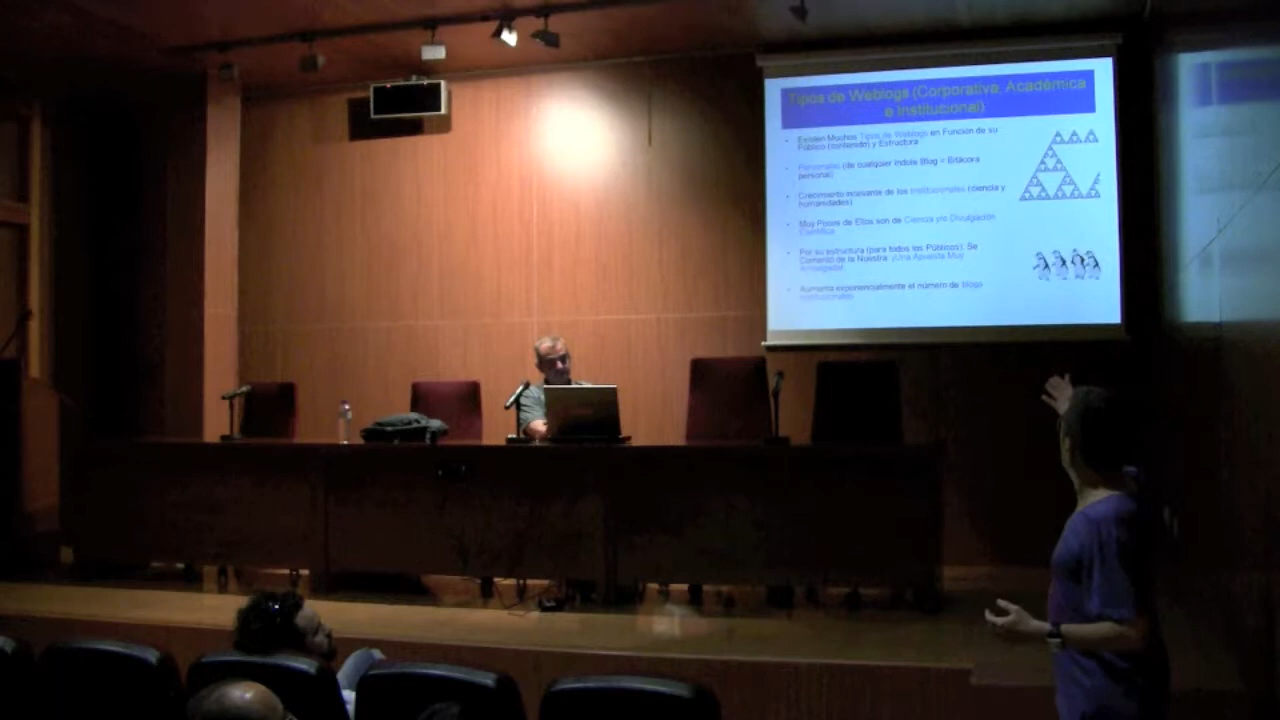 Tipos de Weblogs (Corporativa, Académica
e Institucional)
Existen Muchos Tipos de Weblogs en Función de su
Público (contenido) y Estructura
Personales (de cualquier índole Blog = Bitácora
personal)
Crecimiento incesante de los Institucionales (ciencia y
humanidades)
Muy Pocos de Ellos son de Ciencia y/o Divulgación
Científica
Por su estructura (para todos los Públicos): Se
Comentó de la Nuestra: ¡Una Apuesta Muy
Arriesgada!
Aumenta exponencialmente el número de blogs
institucionales